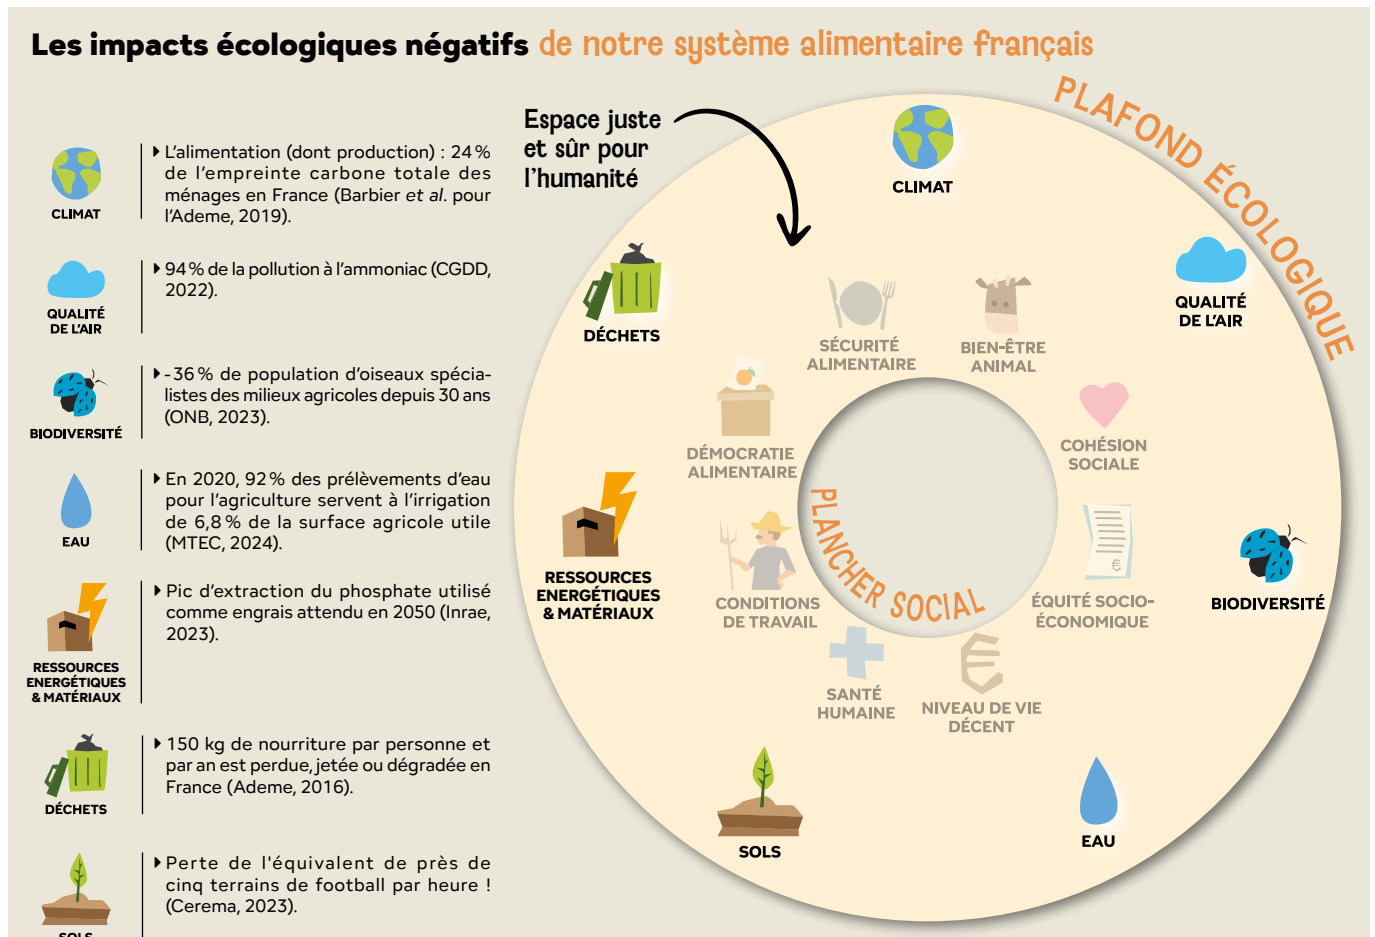 Les impacts écologiques négatifs de notre système alimentaire français
CLIMAT
L'alimentation (dont production) : 24 %
de l'empreinte carbone totale des
ménages en France (Barbier et al. pour
l'Ademe, 2019).
QUALITÉ
DE L'AIR
94 % de la pollution à l'ammoniac (CGDD,
2022).
BIODIVERSITÉ
-36 % de population d'oiseaux spécia-
listes des milieux agricoles depuis 30 ans
(ONB, 2023).
EAU
En 2020, 92 % des prélèvements d'eau
pour l'agriculture servent à l'irrigation
de 6,8 % de la surface agricole utile
(MTEC, 2024).
RESSOURCES
ENERGÉTIQUES
& MATÉRIAUX
Pic d'extraction du phosphate utilisé
comme engrais attendu en 2050 (Inrae,
2023).
DÉCHETS
150 kg de nourriture par personne et
par an est perdue, jetée ou dégradée en
France (Ademe, 2016).
SOLS
Perte de l'équivalent de près de
cinq terrains de football par heure !
(Cerema, 2023).
Espace juste
et sûr pour
l'humanité
PLAFOND ÉCOLOGIQUE
CLIMAT
QUALITÉ
DE L'AIR
DÉCHETS
SÉCURITÉ
ALIMENTAIRE
BIEN-ÊTRE
ANIMAL
DÉMOCRATIE
ALIMENTAIRE
COHÉSION
SOCIALE
RESSOURCES
ENERGÉTIQUES
& MATÉRIAUX
CONDITIONS
DE TRAVAIL
PLANCHER SOCIAL
€
ÉQUITÉ SOCIO-
ÉCONOMIQUE
BIODIVERSITÉ
SANTÉ
HUMAINE
€
NIVEAU DE VIE
DÉCENT
SOLS
EAU